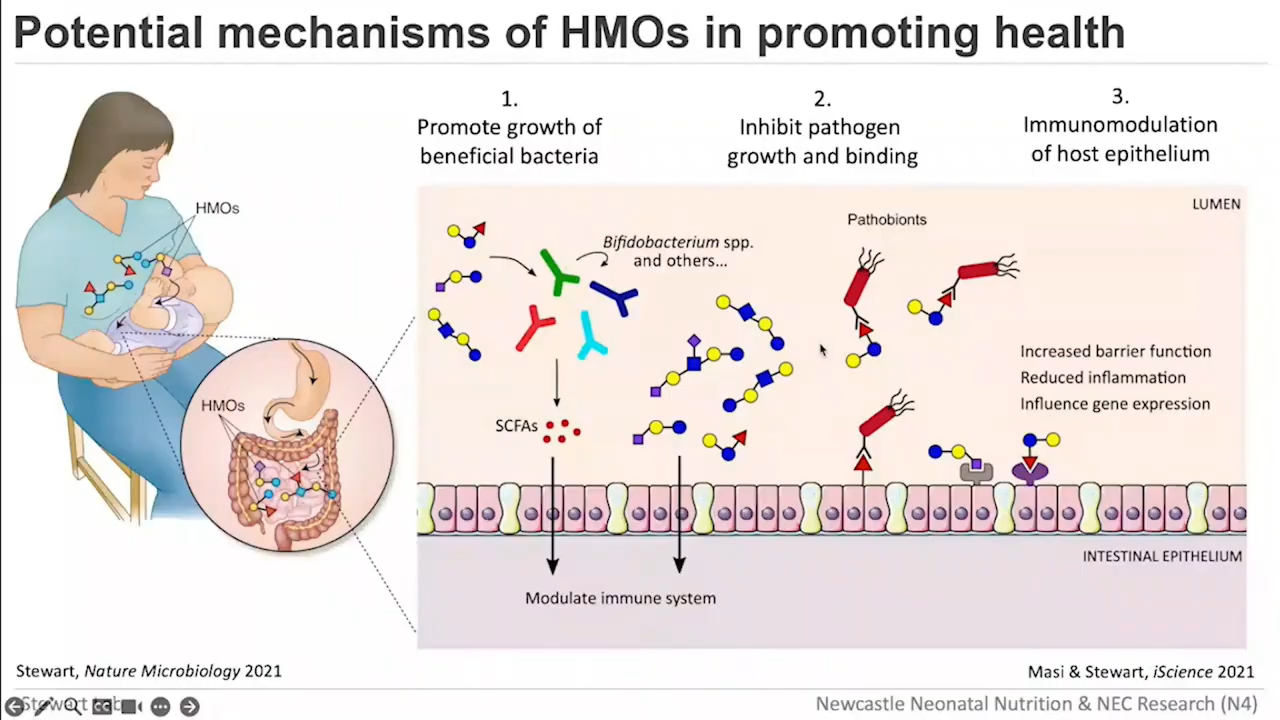 Potential mechanisms of HMOs in promoting health
1.
Promote growth of
beneficial bacteria
2.
Inhibit pathogen
growth and binding
3.
Immunomodulation
of host epithelium
HMOs
HMOs
LUMEN
Bifidobacterium spp.
and others...
Pathobionts
SCFAs
Increased barrier function
Reduced inflammation
Influence gene expression
INTESTINAL EPITHELIUM
Modulate immune system
Stewart, Nature Microbiology 2021
Masi & Stewart, iScience 2021
Stewart Lab
CC
Newcastle Neonatal Nutrition & NEC Research (N4)